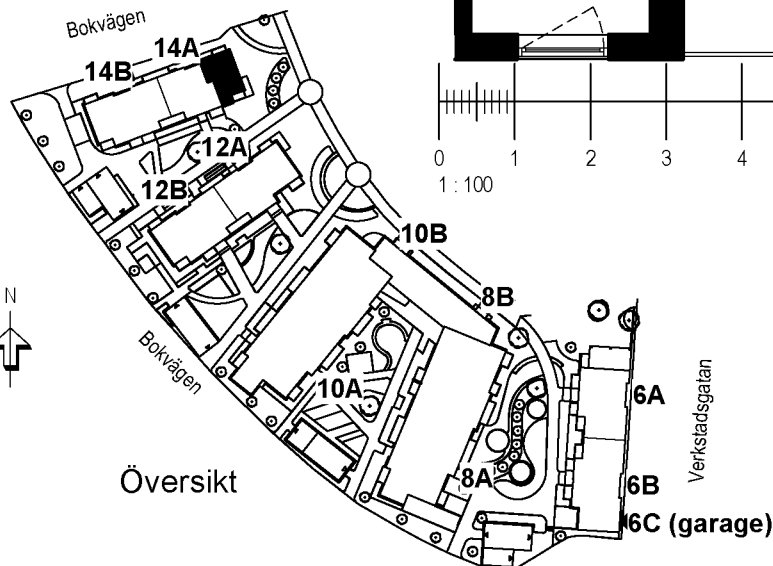 Bokvägen
14A
14B
12A
12B
0 1 2 3 4
1 : 100
10B
8B
N
Bokvägen
10A
6A
Verkstadsgatan
Översikt
8A
6B
6C (garage)